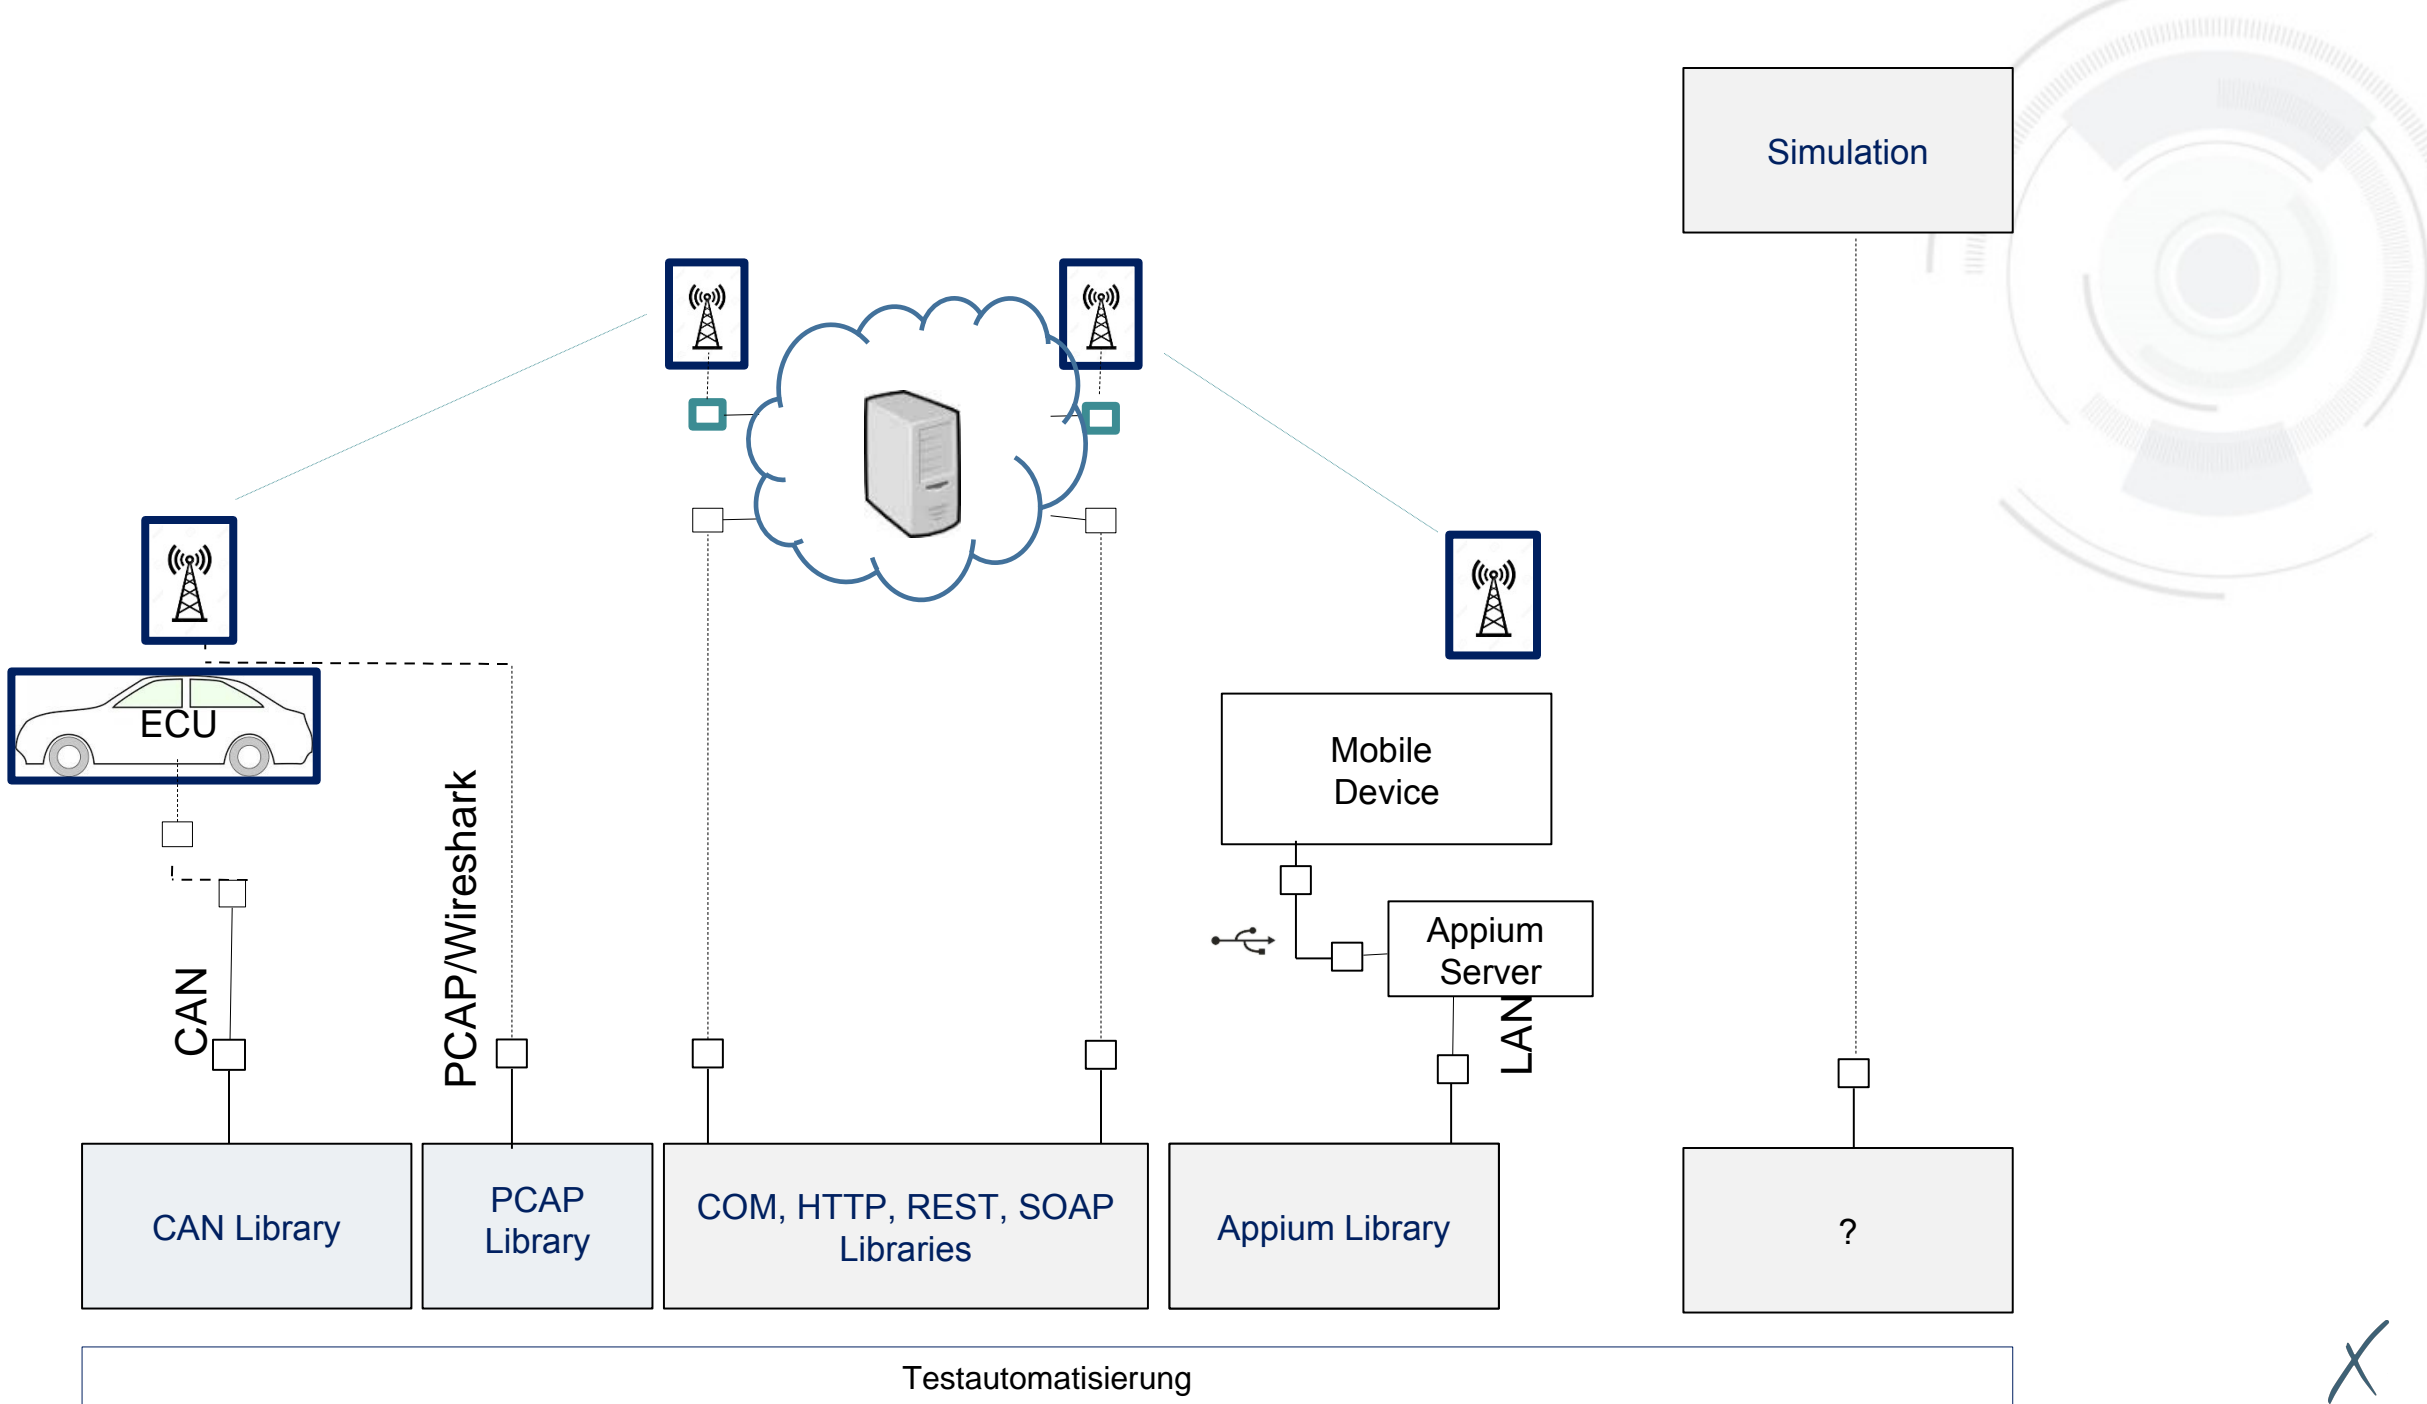 Simulation
ECU
Mobile
Device
PCAP/Wireshark
Appium
Server
CAN
LAN
CAN Library
PCAP
Library
COM, HTTP, REST, SOAP
Libraries
Appium Library
?
Testautomatisierung